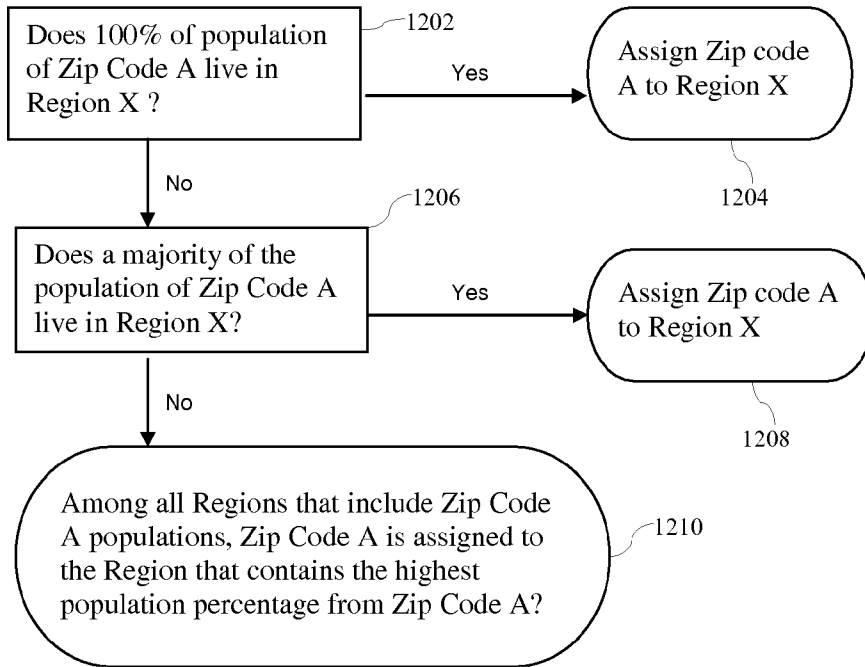 Does 100% of population
of Zip Code A live in
Region X ?
1202
Yes
Assign Zip code
A to Region X
1204
No
1206
Does a majority of the
population of Zip Code A
live in Region X?
Yes
Assign Zip code A
to Region X
1208
No
Among all Regions that include Zip Code
A populations, Zip Code A is assigned to
the Region that contains the highest
population percentage from Zip Code A?
1210